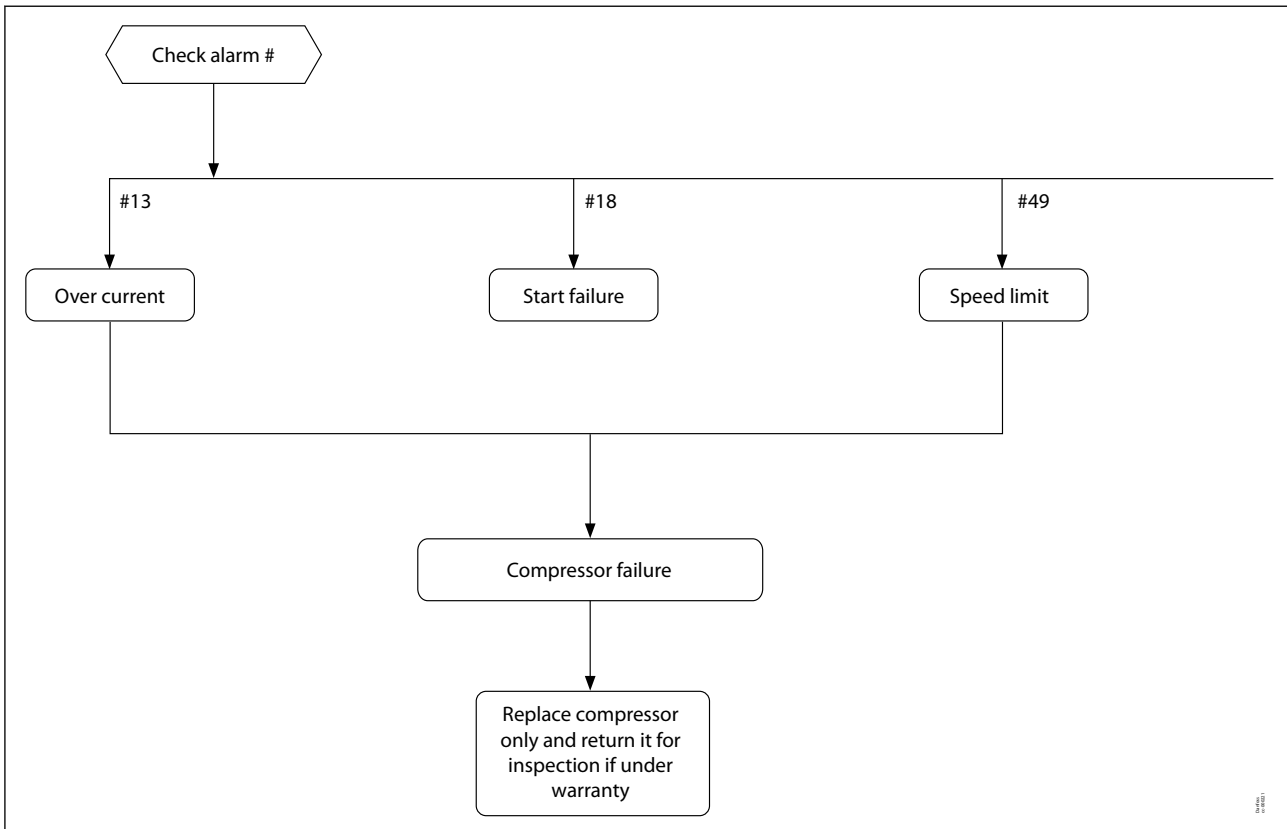 Check alarm #
#13
#18
#49
Over current
Start failure
Speed limit
Compressor failure
Replace compressor
only and return it for
inspection if under
warranty
Danfoss